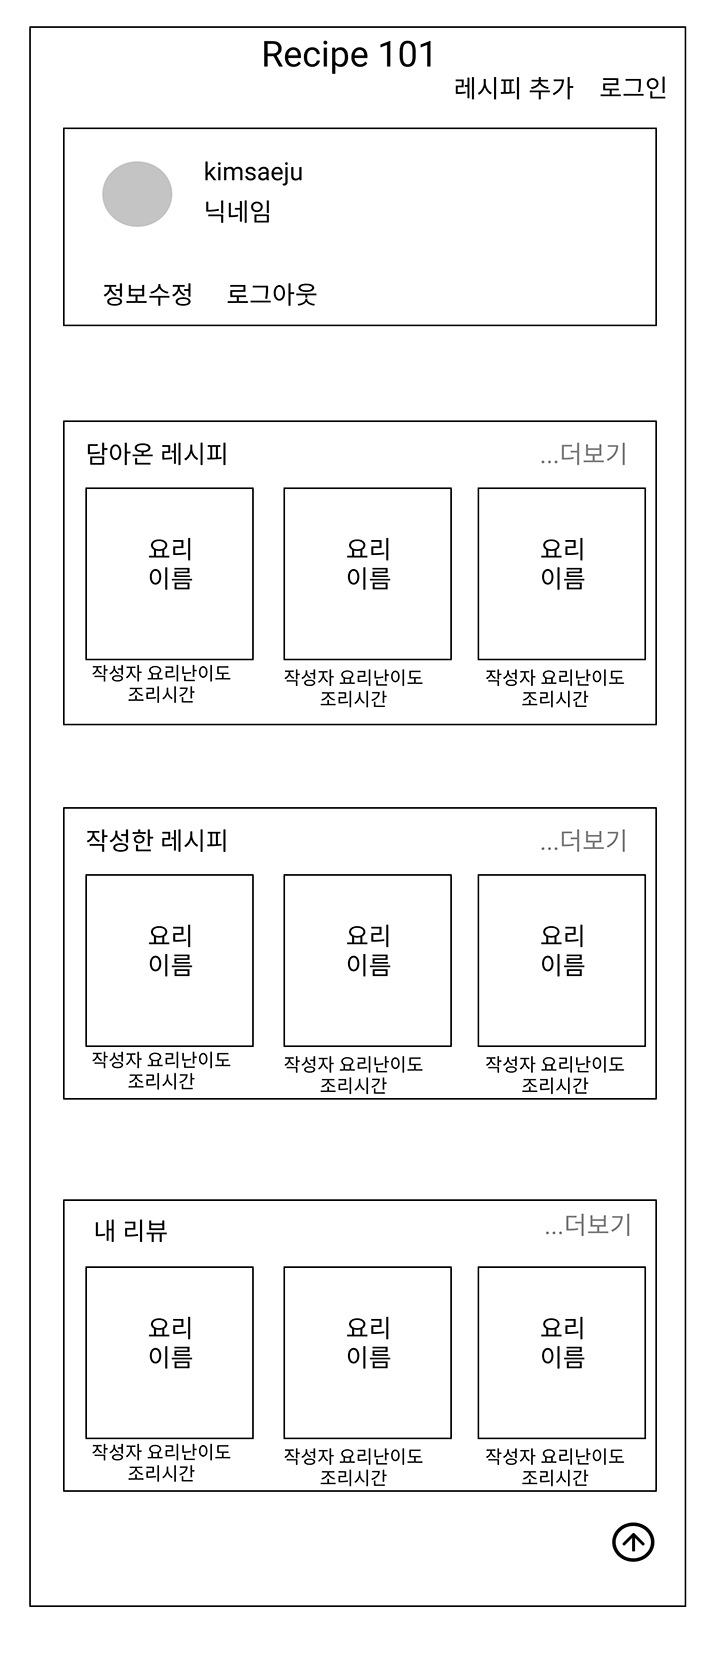 Recipe 101
레시피 추가 로그인
kimsaeju
닉네임
정보수정 로그아웃
담아온 레시피 ...더보기
요리
이름
요리
이름
요리
이름
작성자 요리난이도
조리시간
작성자 요리난이도
조리시간
작성자 요리난이도
조리시간
작성한 레시피 ...더보기
요리
이름
요리
이름
요리
이름
작성자 요리난이도
조리시간
작성자 요리난이도
조리시간
작성자 요리난이도
조리시간
내 리뷰 ...더보기
요리
이름
요리
이름
요리
이름
작성자 요리난이도
조리시간
작성자 요리난이도
조리시간
작성자 요리난이도
조리시간